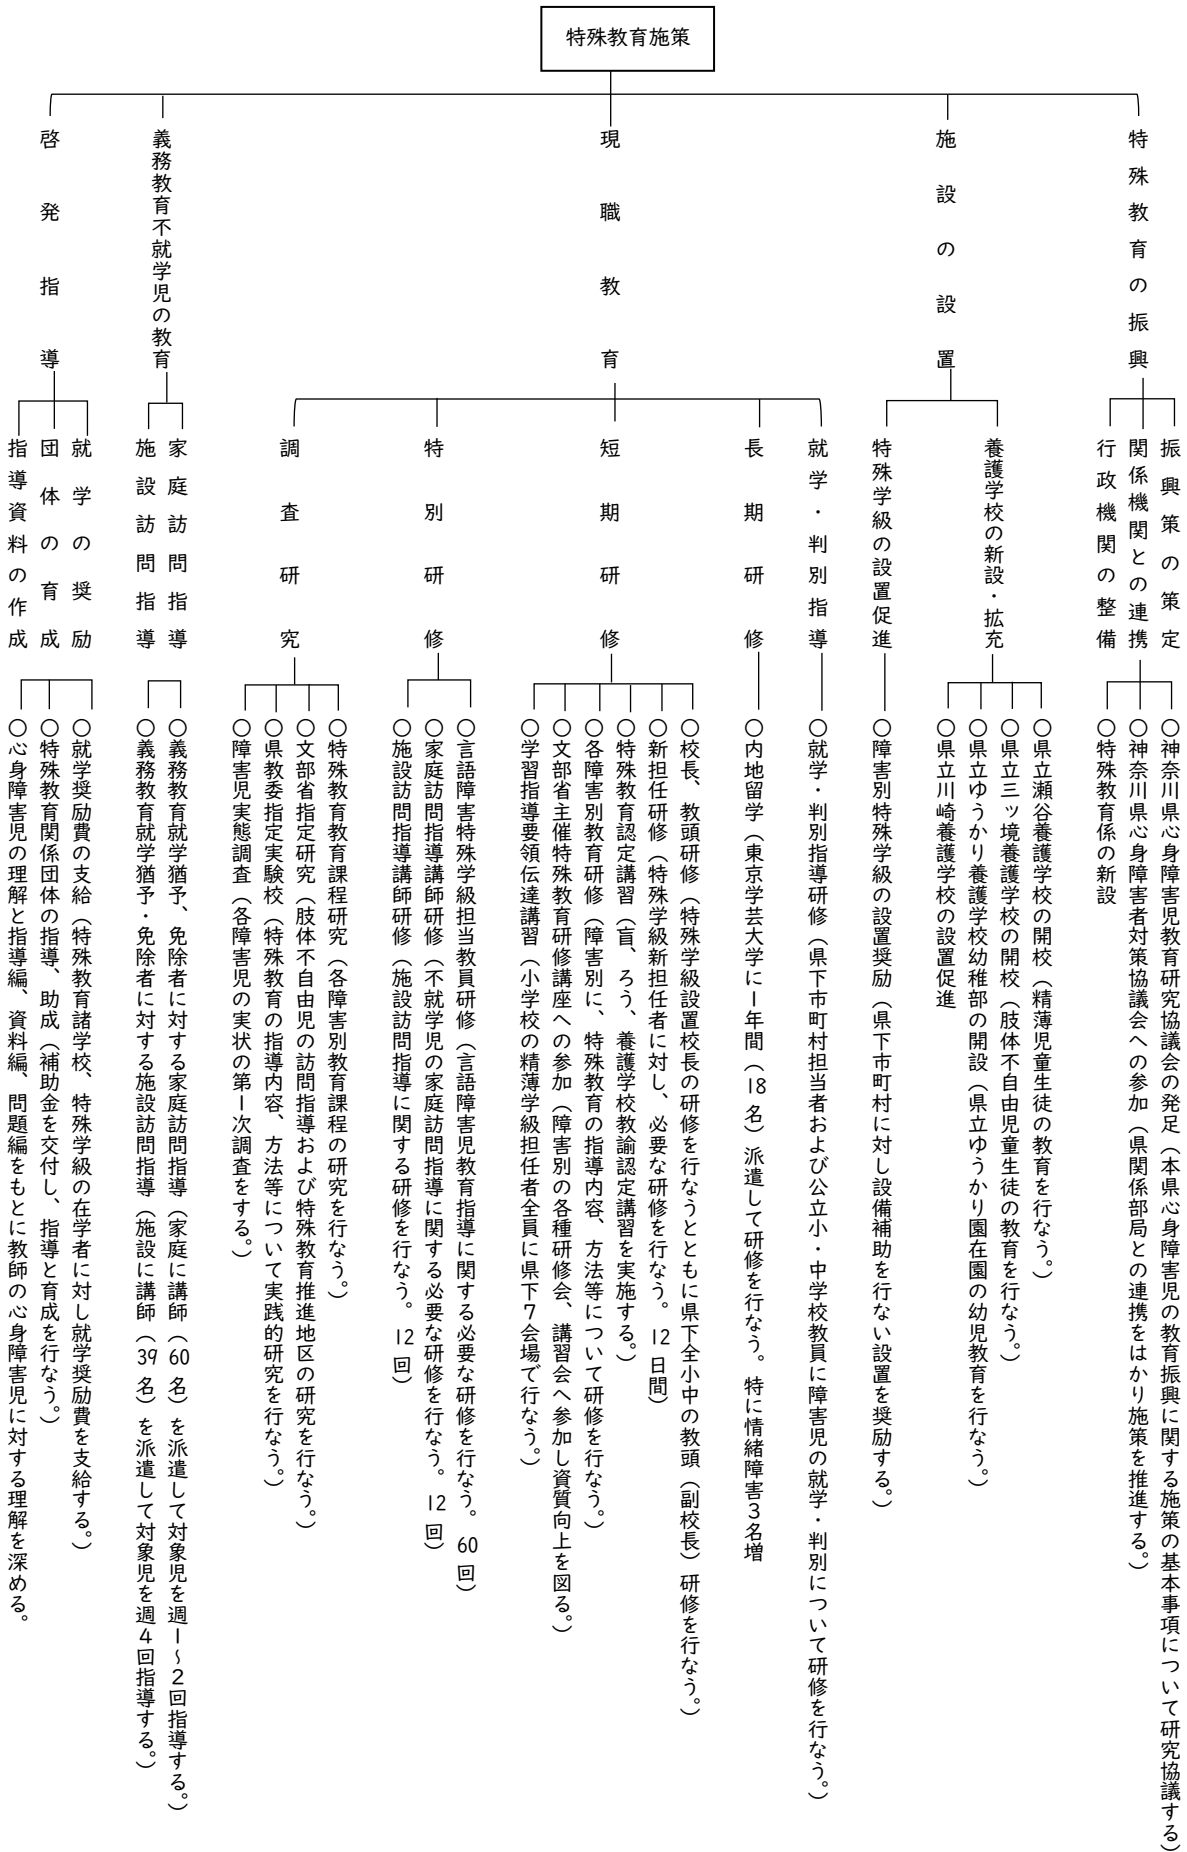 特殊教育施策
特殊教育の振興
施設の設置
現職教育
義務教育不就学児の教育
啓発指導
振興策の策定
関係機関との連携
行政機関の整備
養護学校の新設・拡充
特殊学級の設置促進
就学・判別指導
長期研修
短期研修
特別研修
調査研究
家庭訪問指導
施設訪問指導
就学の奨励
団体の育成
指導資料の作成
〇神奈川県心身障害児教育研究協議会の発足（本県心身障害児の教育振興に関する施策の基本事項について研究協議する）
〇神奈川県心身障害者対策協議会への参加（県関係部局との連携をはかり施策を推進する。）
〇特殊教育係の新設
〇県立瀬谷養護学校の開校（精薄児童生徒の教育を行なう。）
〇県立三ッ境養護学校の開校（肢体不自由児童生徒の教育を行なう。）
〇県立ゆうかり養護学校幼稚部の開設（県立ゆうかり園在園の幼児教育を行なう。）
〇県立川崎養護学校の設置促進
〇障害別特殊学級の設置奨励（県下市町村に対し設備補助を行ない設置を奨励する。）
〇就学・判別指導研修（県下市町村担当者および公立小・中学校教員に障害児の就学・判別について研修を行なう。）
〇内地留学（東京学芸大学に1年間（18名）派遣して研修を行なう。特に情緒障害3名増
〇校長、教頭研修（特殊学級設置校長の研修を行なうとともに県下全小中の教頭（副校長）研修を行なう。）
〇新担任研修（特殊学級新担任者に対し、必要な研修を行なう。12日間）
〇特殊教育認定講習（盲、ろう、養護学校教諭認定講習を実施する。）
〇各障害別教育研修（障害別に、特殊教育の指導内容、方法等について研修を行なう。）
〇文部省主催特殊教育研修講座への参加（障害別の各種研修会、講習会へ参加し資質向上を図る。）
〇学習指導要領伝達講習（小学校の精薄学級担任者全員に県下7会場で行なう。）
〇言語障害特殊学級担当教員研修（言語障害児教育指導に関する必要な研修を行なう。60回）
〇家庭訪問指導講師研修（不就学児の家庭訪問指導に関する必要な研修を行なう。12回）
〇施設訪問指導講師研修（施設訪問指導に関する研修を行なう。12回）
〇特殊教育教育課程研究（各障害別教育課程の研究を行なう。）
〇文部省指定研究（肢体不自由児の訪問指導および特殊教育推進地区の研究を行なう。）
〇県教委指定実験校（特殊教育の指導内容、方法等について実践的研究を行なう。）
〇障害児実態調査（各障害児の実状の第1次調査をする。）
〇義務教育就学猶予、免除者に対する家庭訪問指導（家庭に講師（60名）を派遣して対象児を週1〜2回指導する。）
〇義務教育就学猶予・免除者に対する施設訪問指導（施設に講師（39名）を派遣して対象児を週4回指導する。）
〇就学奨励費の支給（特殊教育諸学校、特殊学級の在学者に対し就学奨励費を支給する。）
〇特殊教育関係団体の指導、助成（補助金を交付し、指導と育成を行なう。）
〇心身障害児の理解と指導編、資料編、問題編をもとに教師の心身障害児に対する理解を深める。